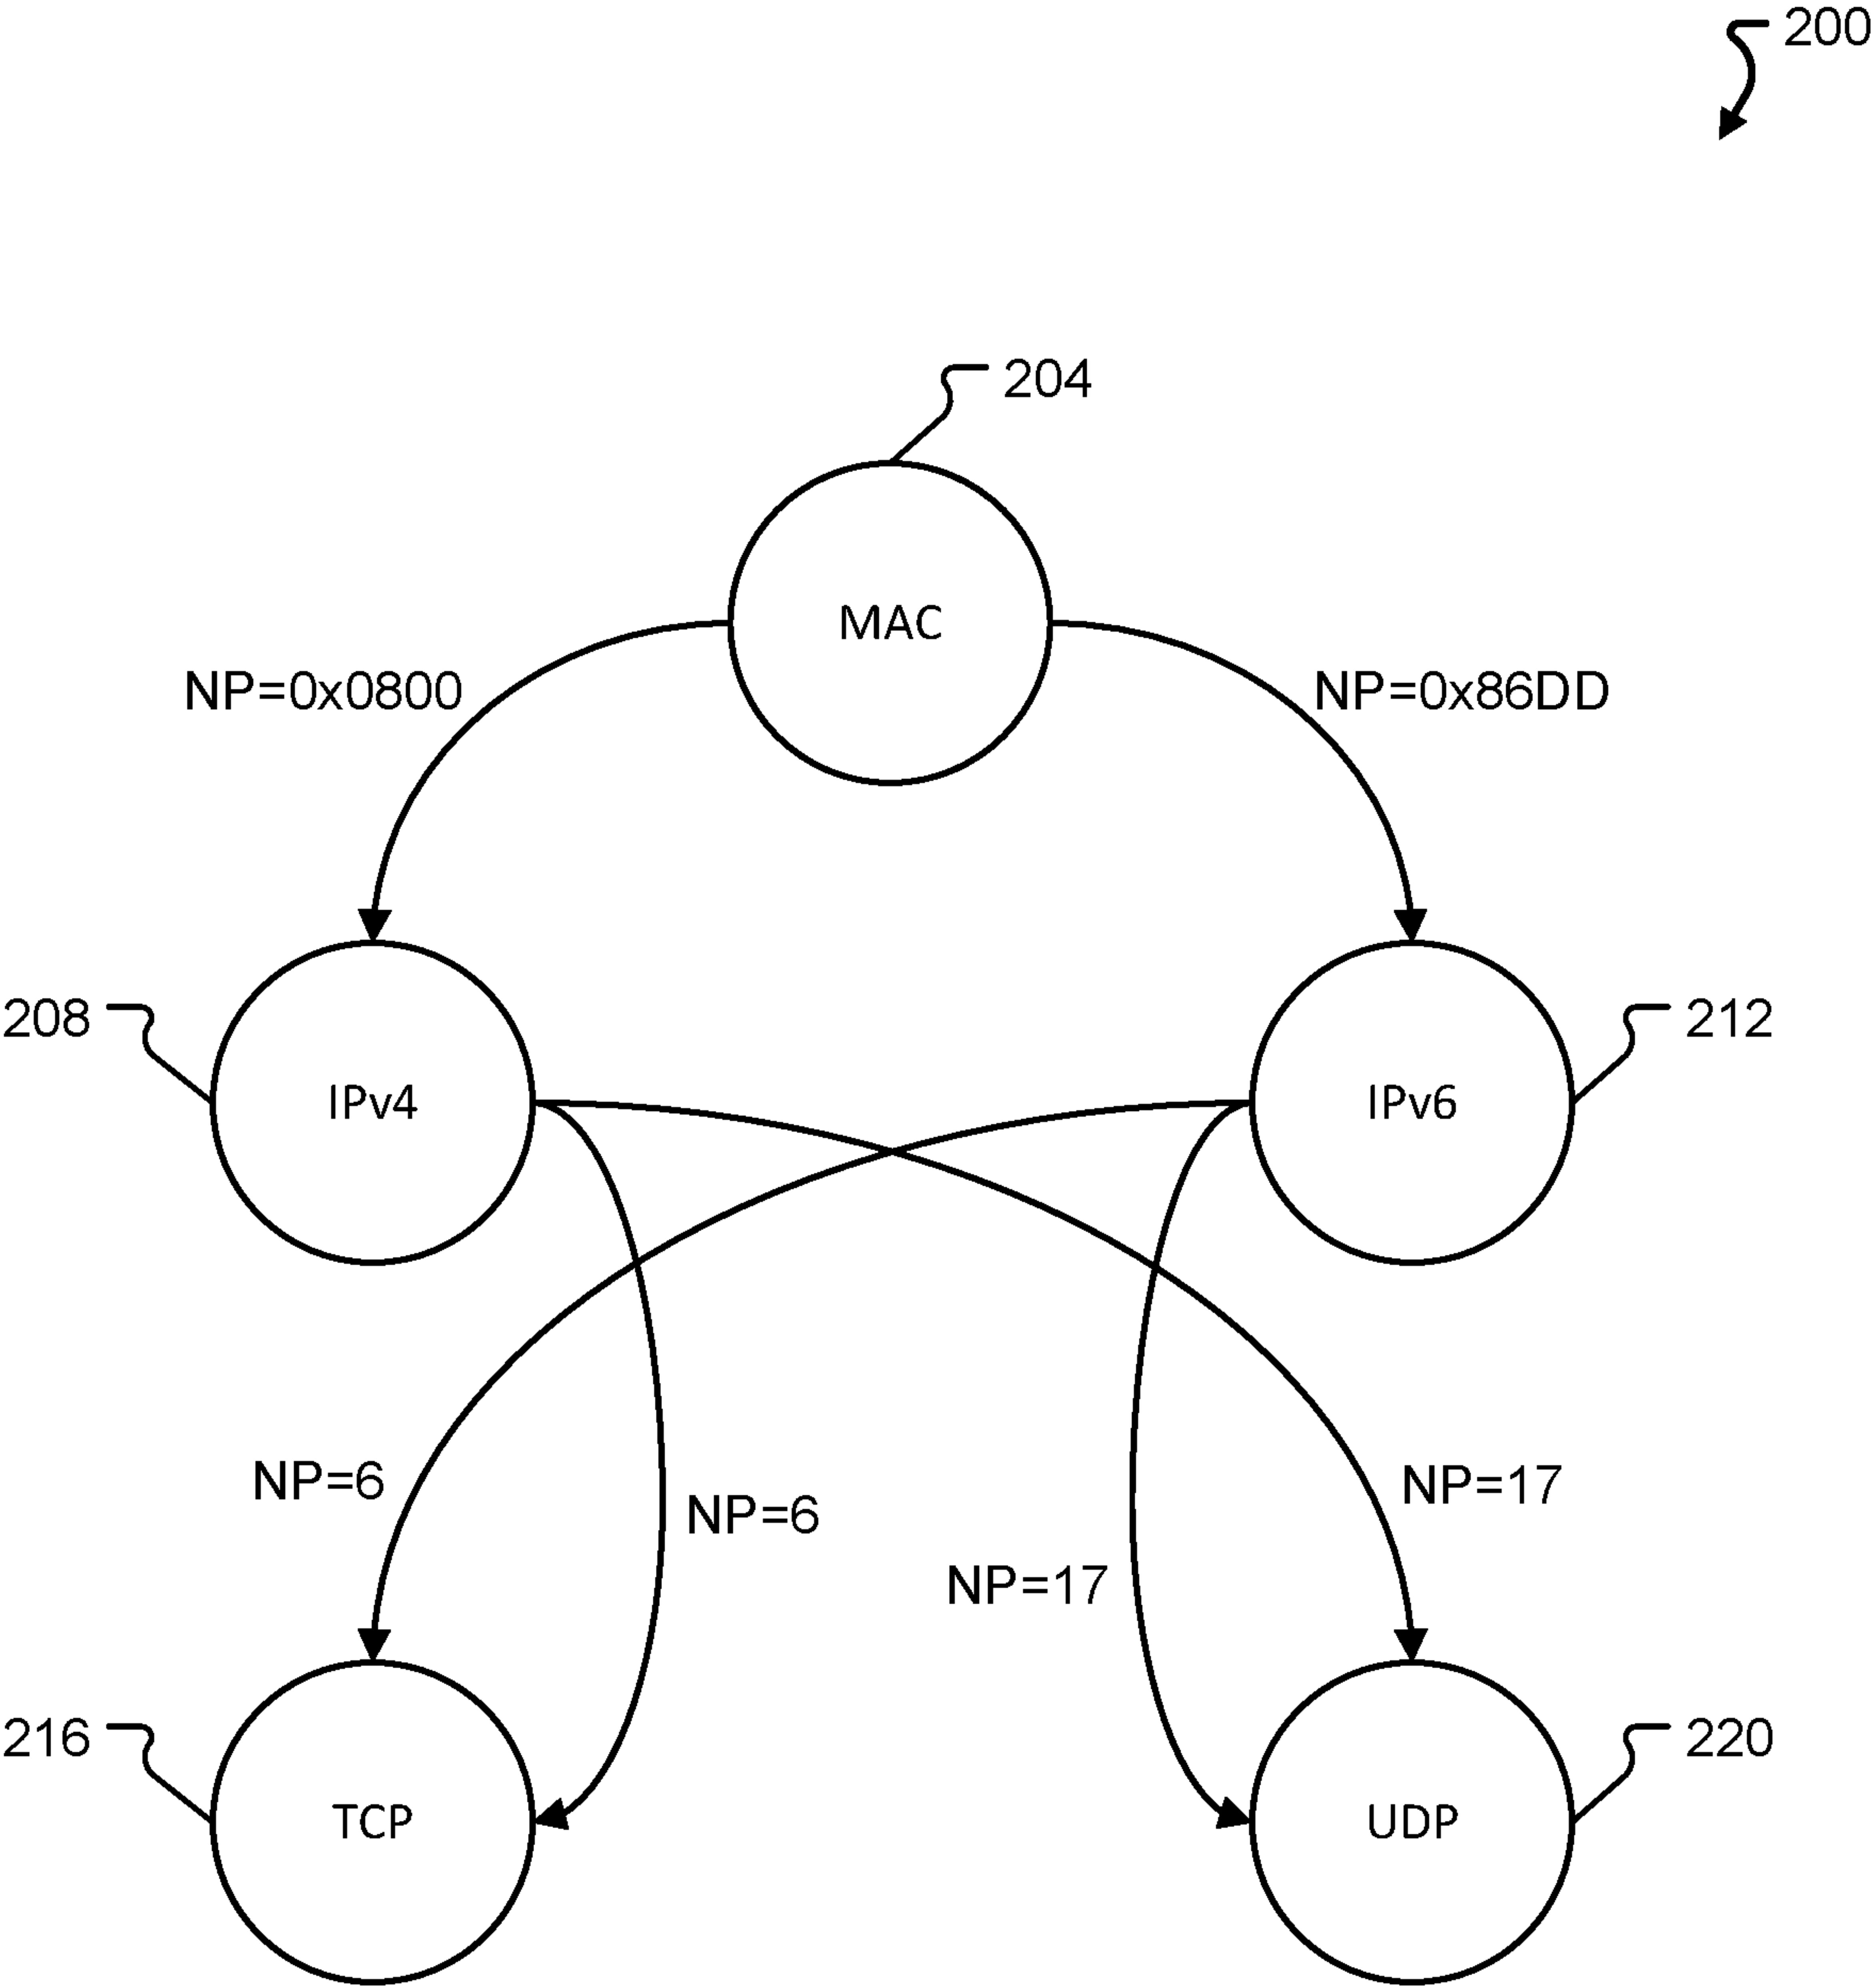 200
204
MAC
NP=0x0800
NP=0x86DD
208
IPv4
IPv6
212
NP=6
NP=6
NP=17
NP=17
216
TCP
UDP
220